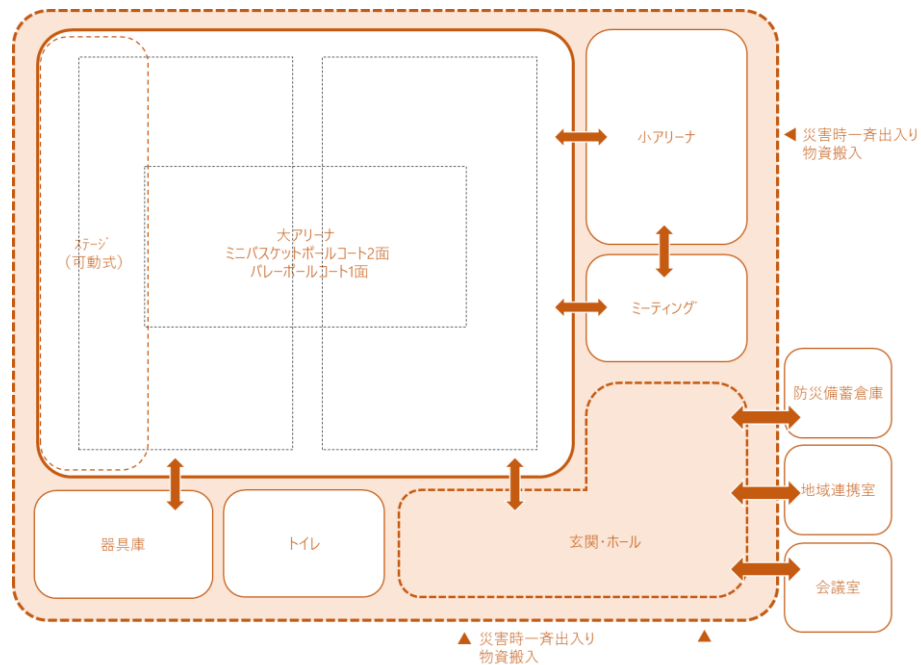 小アリーナ
◀ 災害時一斉出入り
物資搬入
ステージ
(可動式)
大アリーナ
ミニバスケットボールコート2面
バレーボールコート1面
ミーティング
防災備蓄倉庫
地域連携室
器具庫
トイレ
玄関・ホール
会議室
▲ 災害時一斉出入り
物資搬入
▲